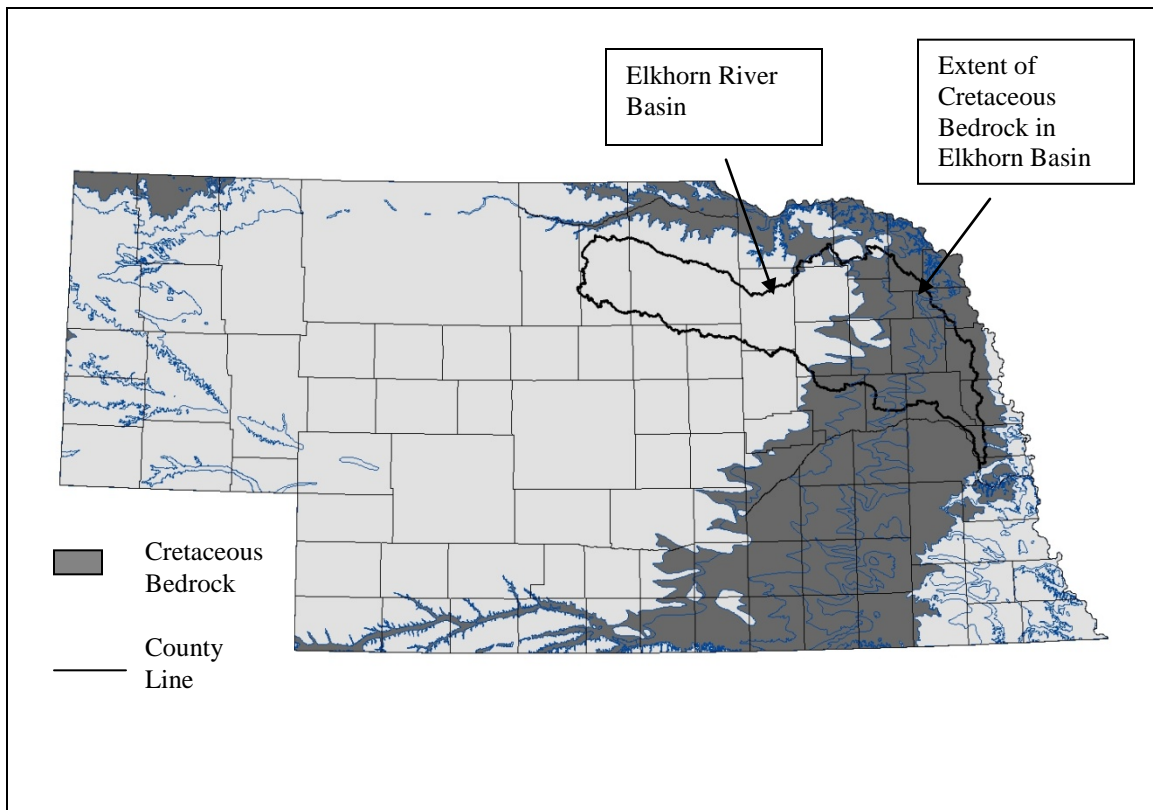 Elkhorn River
Basin
Extent of
Cretaceous
Bedrock in
Elkhorn Basin
Cretaceous
Bedrock
County
Line